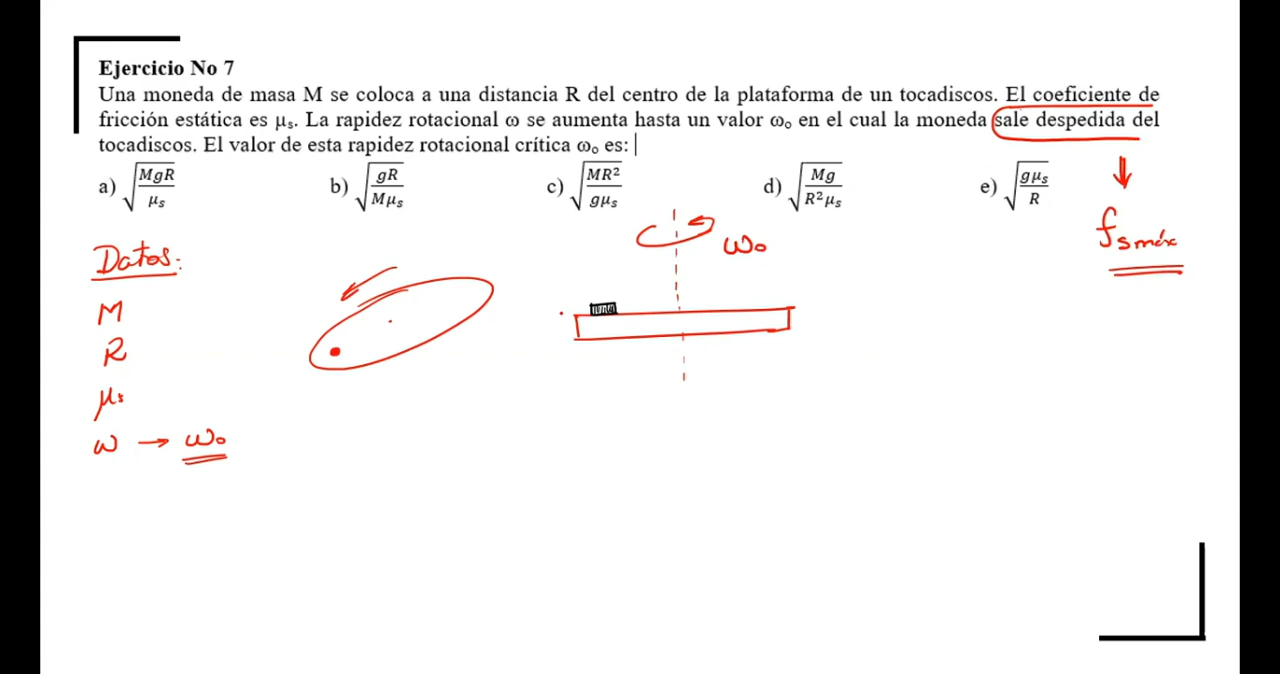 Ejercicio No 7
Una moneda de masa M se coloca a una distancia R del centro de la plataforma de un tocadiscos. El coeficiente de
fricción estática es μₛ. La rapidez rotacional ω se aumenta hasta un valor ωₒ en el cual la moneda sale despedida del
tocadiscos. El valor de esta rapidez rotacional crítica ωₒ es:
a) √(MgR/μₛ) b) √(gR/Mμₛ) c) √(MR²/gμₛ) d) √(Mg/R²μₛ) e) √(gμₛ/R)
fₛ máx
ωₒ
Datos:
M
R
μₛ
ω → ωₒ